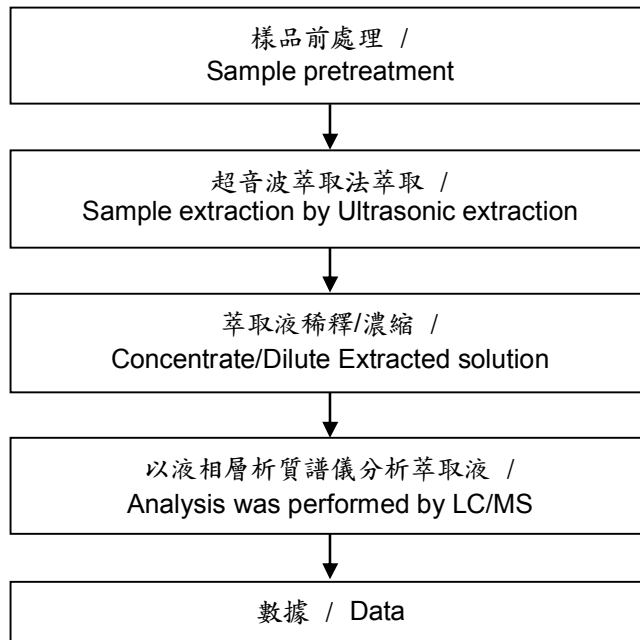 樣品前處理 /
Sample pretreatment
超音波萃取法萃取 /
Sample extraction by Ultrasonic extraction
萃取液稀釋/濃縮 /
Concentrate/Dilute Extracted solution
以液相層析質譜儀分析萃取液 /
Analysis was performed by LC/MS
數據 / Data